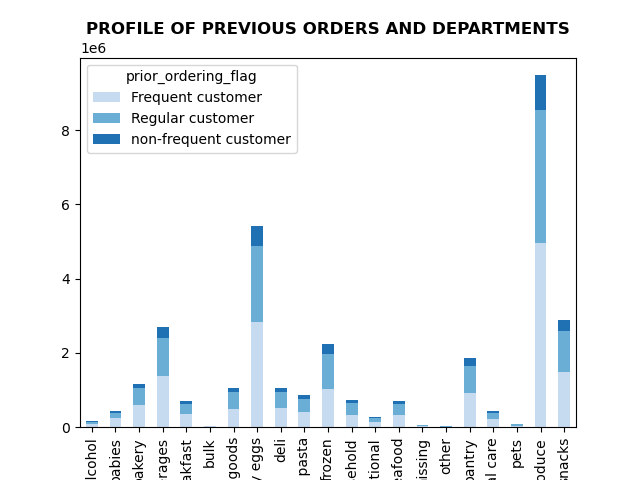 PROFILE OF PREVIOUS ORDERS AND DEPARTMENTS
1e6
prior_ordering_flag
Frequent customer
Regular customer
non-frequent customer
8
6
4
2
0
lcohol
babies
bakery
erages
akfast
bulk
goods
y eggs
deli
pasta
frozen
ehold
tional
eafood
issing
other
pantry
l care
pets
oduce
snacks